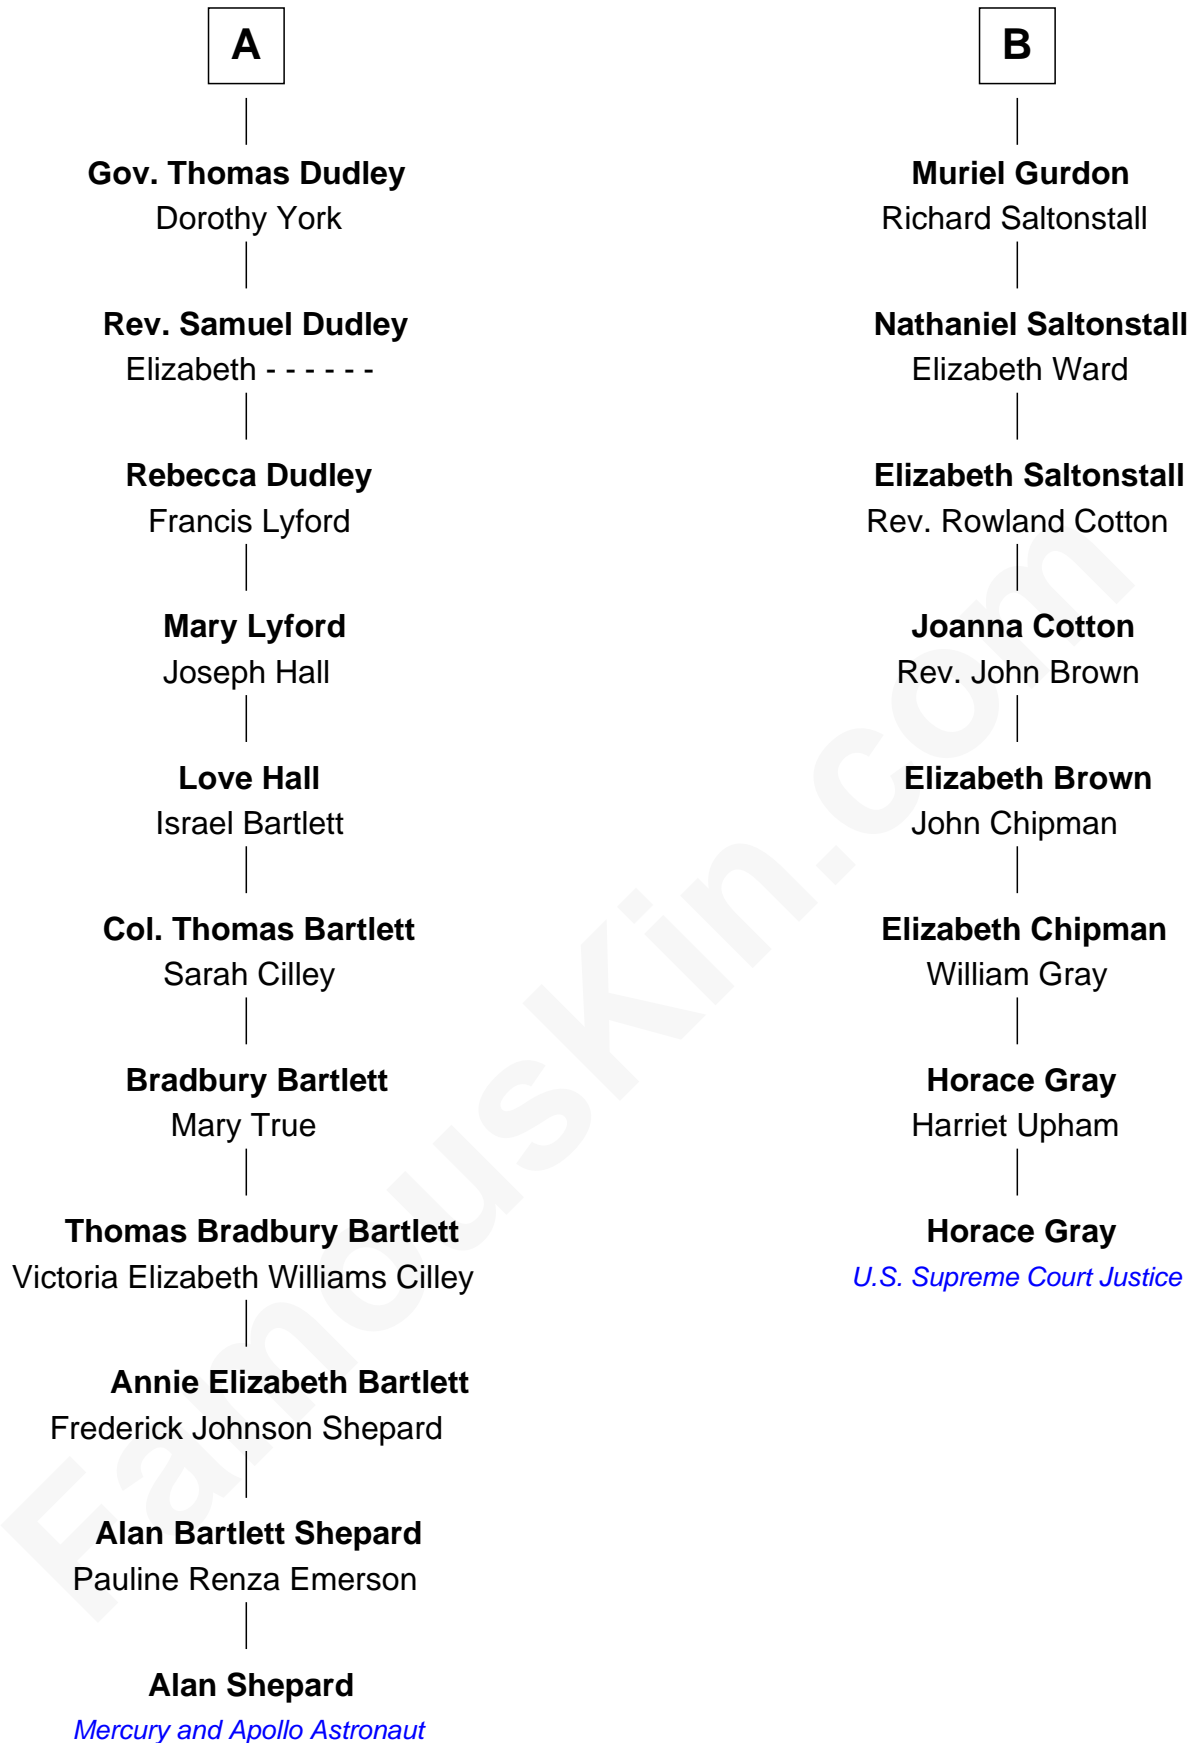 A
Gov. Thomas Dudley
Dorothy York
Rev. Samuel Dudley
Elizabeth - - - - - -
Rebecca Dudley
Francis Lyford
Mary Lyford
Joseph Hall
Love Hall
Israel Bartlett
Col. Thomas Bartlett
Sarah Cilley
Bradbury Bartlett
Mary True
Thomas Bradbury Bartlett
Victoria Elizabeth Williams Cilley
Annie Elizabeth Bartlett
Frederick Johnson Shepard
Alan Bartlett Shepard
Pauline Renza Emerson
Alan Shepard
Mercury and Apollo Astronaut
B
Muriel Gurdon
Richard Saltonstall
Nathaniel Saltonstall
Elizabeth Ward
Elizabeth Saltonstall
Rev. Rowland Cotton
Joanna Cotton
Rev. John Brown
Elizabeth Brown
John Chipman
Elizabeth Chipman
William Gray
Horace Gray
Harriet Upham
Horace Gray
U.S. Supreme Court Justice
FamousKin.com